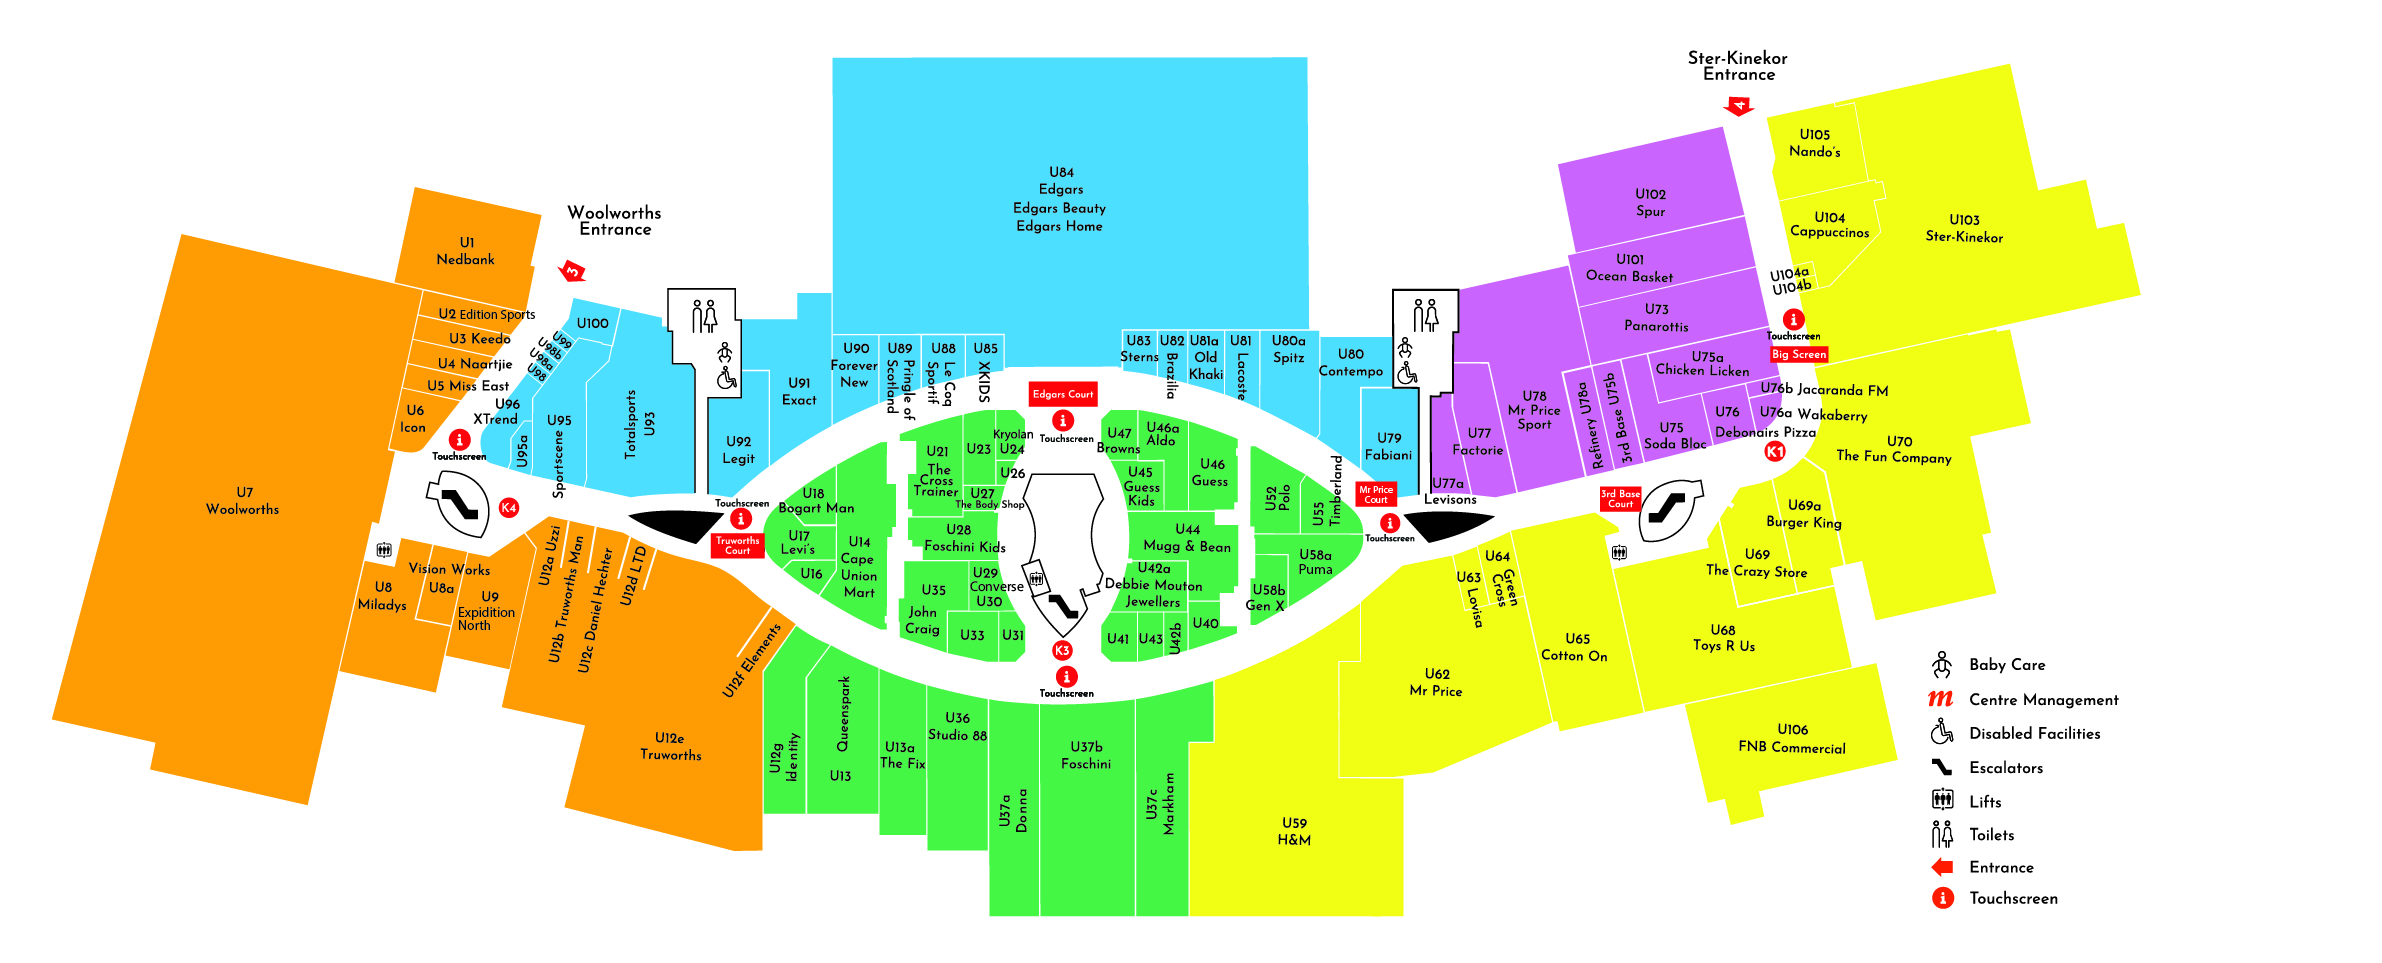 Ster-Kinekor
Entrance
4
Woolworths
Entrance
3
U1
Nedbank
U2 Edition Sports
U3 Keedo
U4 Naartjie
U5 Miss East
U6
Icon
U7
Woolworths
Touchscreen
K4
U8
Miladys
Vision Works
U8a
U9
Expidition
North
U12a Uzzi
U12b Truworths Man
U12c Daniel Hechter
U12d LTD
U12e
Truworths
U12f Elements
U100
U99
U98b
U98a
U98
U96
XTrend
U95a
U95
Sportscene
Totalsports
U93
U92
Legit
U91
Exact
U90
Forever
New
U89
Pringle of
Scotland
U88
Le Coq
Sportif
U85
XKIDS
U84
Edgars
Edgars Beauty
Edgars Home
U83
Sterns
U82
Brazilia
U81a
Old
Khaki
U81
Lacoste
U80a
Spitz
U80
Contempo
U79
Fabiani
Touchscreen
Truworths
Court
Edgars Court
Touchscreen
Mr Price
Court
Touchscreen
U18
Bogart Man
U17
Levi's
U16
U14
Cape
Union
Mart
U21
The
Cross
Trainer
U23
Kryolan
U24
U26
U27
The Body Shop
U28
Foschini Kids
U29
Converse
U30
U35
John
Craig
U33
U31
K3
Touchscreen
U47
Browns
U46a
Aldo
U46
Guess
U45
Guess
Kids
U44
Mugg & Bean
U42a
Debbie Mouton
Jewellers
U41
U43
U42b
U40
U52
Polo
U55
Timberland
U58a
Puma
U58b
Gen X
U12g
Identity
Queenspark
U13
U13a
The Fix
U36
Studio 88
U37a
Donna
U37b
Foschini
U37c
Markham
U59
H&M
U62
Mr Price
U63
Lovisa
U64
Green
Cross
U65
Cotton On
U68
Toys R Us
U69
The Crazy Store
U69a
Burger King
U70
The Fun Company
U106
FNB Commercial
U77a
Levisons
U77
Factorie
U78
Mr Price
Sport
Refinery U78a
3rd Base U75b
U75
Soda Bloc
U75a
Chicken Licken
U76
Debonairs Pizza
U76a Wakaberry
U76b Jacaranda FM
K1
3rd Base
Court
U73
Panarottis
U101
Ocean Basket
U102
Spur
U105
Nando's
U104
Cappuccinos
U104a
U104b
U103
Ster-Kinekor
Touchscreen
Big Screen
Baby Care
m Centre Management
Disabled Facilities
Escalators
Lifts
Toilets
Entrance
Touchscreen